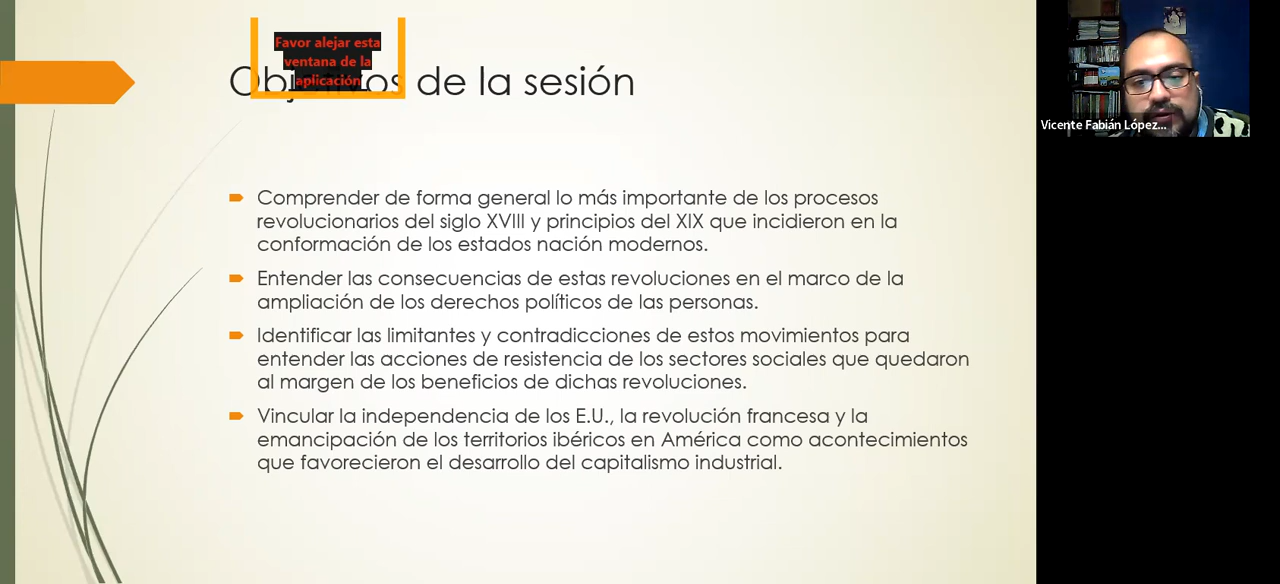 Favor alejar esta
ventana de la
aplicación
Objetivos de la sesión
Comprender de forma general lo más importante de los procesos
revolucionarios del siglo XVIII y principios del XIX que incidieron en la
conformación de los estados nación modernos.
Entender las consecuencias de estas revoluciones en el marco de la
ampliación de los derechos políticos de las personas.
Identificar las limitantes y contradicciones de estos movimientos para
entender las acciones de resistencia de los sectores sociales que quedaron
al margen de los beneficios de dichas revoluciones.
Vincular la independencia de los E.U., la revolución francesa y la
emancipación de los territorios ibéricos en América como acontecimientos
que favorecieron el desarrollo del capitalismo industrial.
Vicente Fabián López...